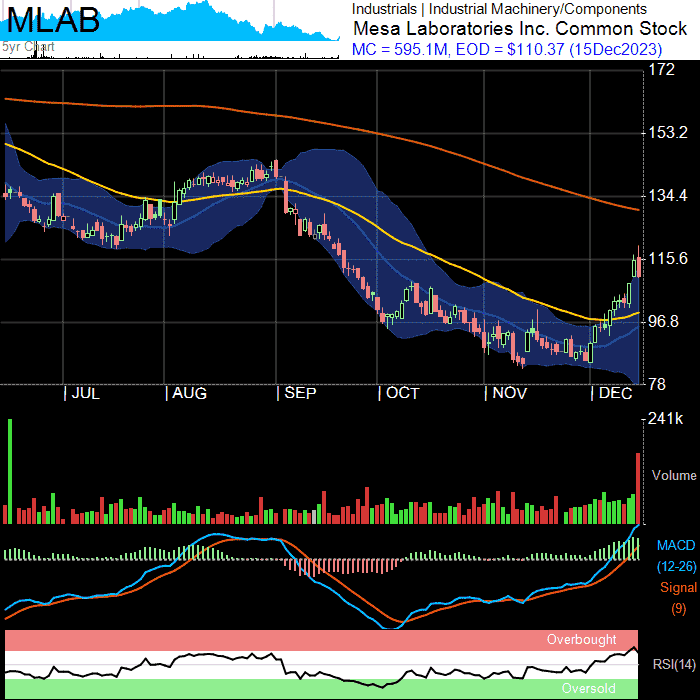 MLAB
5yr Chart
Industrials | Industrial Machinery/Components
Mesa Laboratories Inc. Common Stock
MC = 595.1M, EOD = $110.37 (15Dec2023)
172
153.2
134.4
115.6
96.8
78
JUL AUG SEP OCT NOV DEC
241k
Volume
MACD
(12-26)
Signal
(9)
Overbought
RSI(14)
Oversold